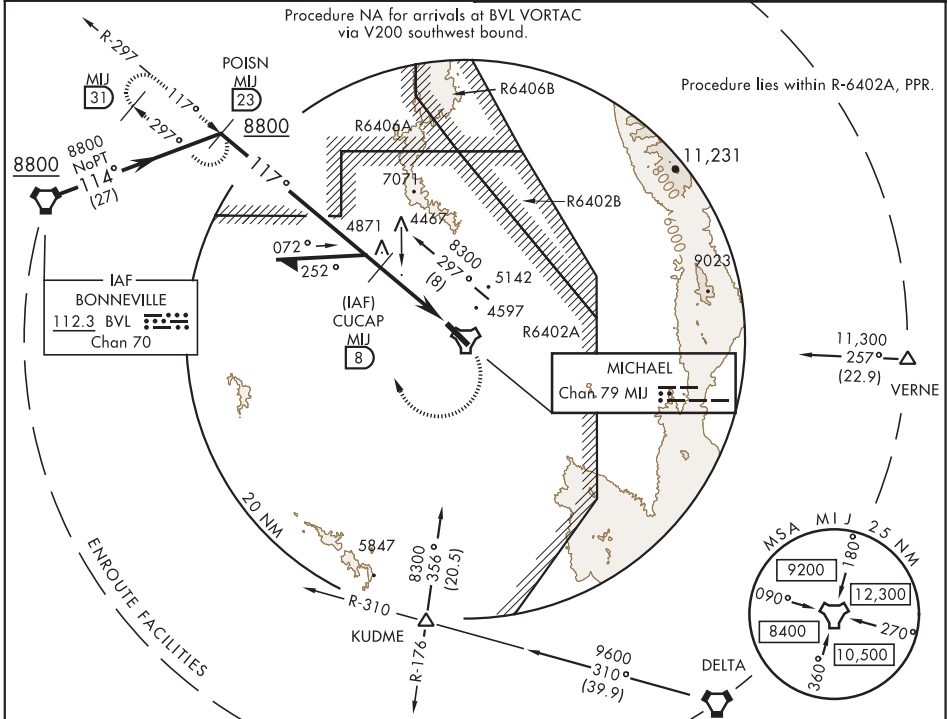 Procedure NA for arrivals at BVL VORTAC
via V200 southwest bound.
R-297
MIJ
31
117°
297°
POISN
MIJ
23
8800
8800
8800
NoPT
114°
(27)
117°
R6406B
R6406A
Procedure lies within R-6402A, PPR.
11,231
8000
6000
6000
7071
R6402B
4871
4467
072°
252°
8300
297°
(8)
5142
4597
9023
IAF
BONNEVILLE
112.3 BVL
Chan 70
(IAF)
CUCAP
MIJ
8
R6402A
MICHAEL
Chan 79 MIJ
11,300
257°
(22.9)
VERNE
20 NM
5847
R-310
8300
356°
(20.5)
KUDME
R-176
9600
310°
(39.9)
DELTA
ENROUTE FACILITIES
MSA MIJ 25 NM
180°
9200
090°
12,300
8400
270°
10,500
360°